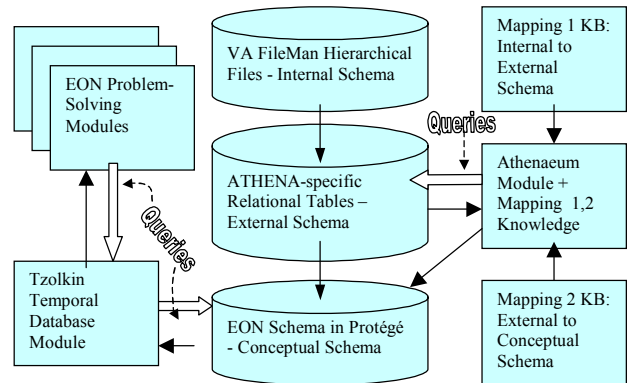 VA FileMan Hierarchical
Files - Internal Schema
Mapping 1 KB:
Internal to
External
Schema
EON Problem-
Solving
Modules
Queries
ATHENA-specific
Relational Tables –
External Schema
Athenaeum
Module +
Mapping 1,2
Knowledge
Queries
Tzolkin
Temporal
Database
Module
EON Schema in Protégé
- Conceptual Schema
Mapping 2 KB:
External to
Conceptual
Schema